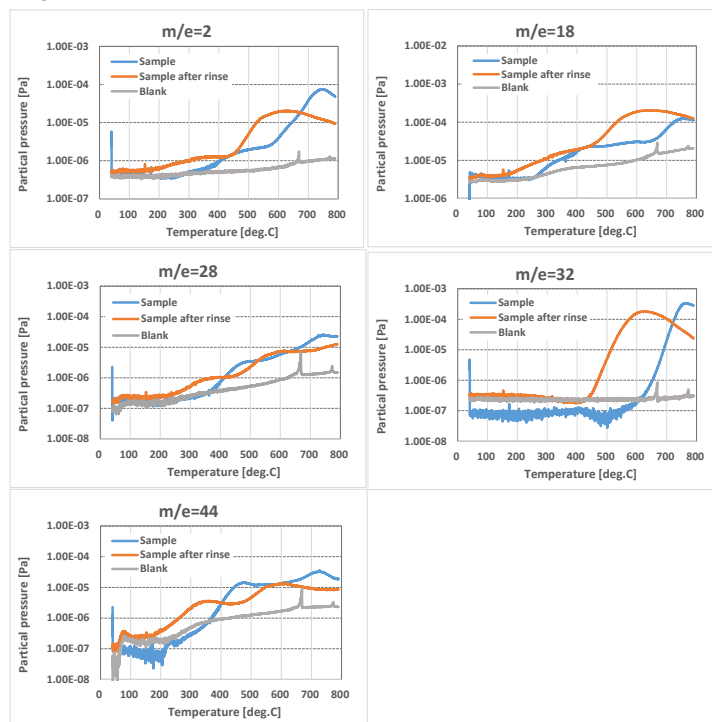 m/e=2
1.00E-03
1.00E-04
1.00E-05
1.00E-06
1.00E-07
Partical pressure [Pa]
Sample
Sample after rinse
Blank
0 100 200 300 400 500 600 700 800
Temperature [deg.C]
m/e=18
1.00E-02
1.00E-03
1.00E-04
1.00E-05
1.00E-06
Partical pressure [Pa]
Sample
Sample after rinse
Blank
0 100 200 300 400 500 600 700 800
Temperature [deg.C]
m/e=28
1.00E-03
1.00E-04
1.00E-05
1.00E-06
1.00E-07
1.00E-08
Partical pressure [Pa]
Sample
Sample after rinse
Blank
0 100 200 300 400 500 600 700 800
Temperature [deg.C]
m/e=32
1.00E-03
1.00E-04
1.00E-05
1.00E-06
1.00E-07
1.00E-08
Partical pressure [Pa]
Sample
Sample after rinse
Blank
0 100 200 300 400 500 600 700 800
Temperature [deg.C]
m/e=44
1.00E-03
1.00E-04
1.00E-05
1.00E-06
1.00E-07
1.00E-08
Partical pressure [Pa]
Sample
Sample after rinse
Blank
0 100 200 300 400 500 600 700 800
Temperature [deg.C]